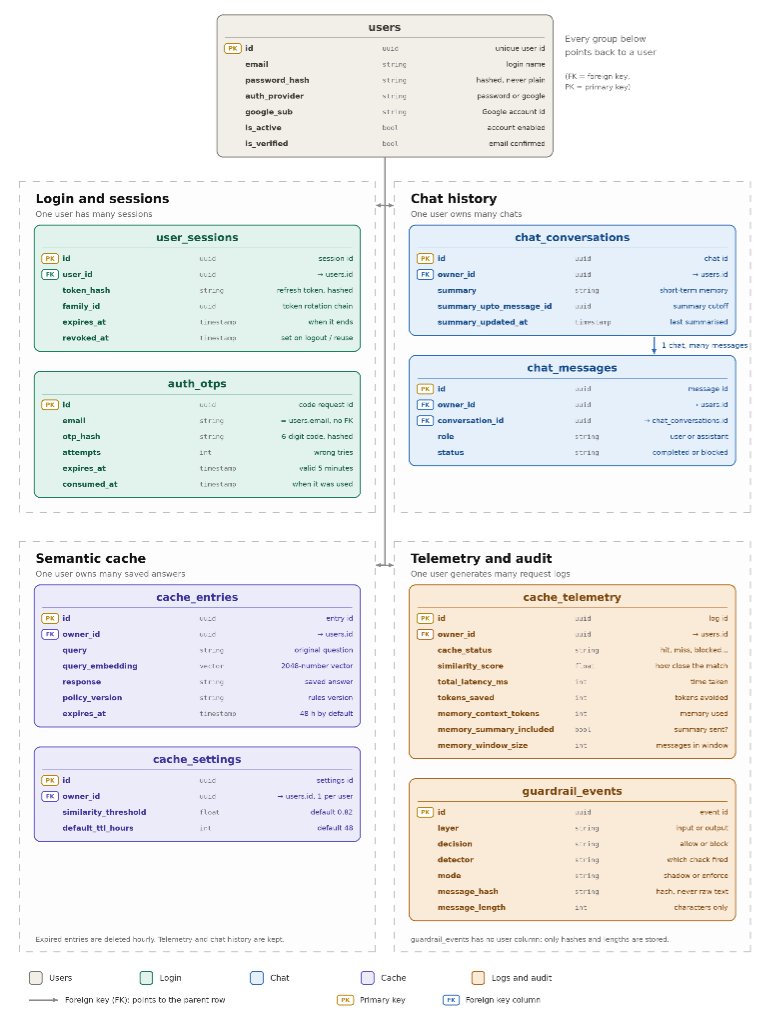 users
PK id uuid unique user id
email string login name
password_hash string hashed, never plain
auth_provider string password or google
google_sub string Google account id
is_active bool account enabled
is_verified bool email confirmed
Every group below
points back to a user
(FK = foreign key,
PK = primary key)
Login and sessions
One user has many sessions
user_sessions
PK id uuid session id
FK user_id uuid → users.id
token_hash string refresh token, hashed
family_id uuid token rotation chain
expires_at timestamp when it ends
revoked_at timestamp set on logout / reuse
auth_otps
PK id uuid code request id
email string = users.email, no FK
otp_hash string 6 digit code, hashed
attempts int wrong tries
expires_at timestamp valid 5 minutes
consumed_at timestamp when it was used
Chat history
One user owns many chats
chat_conversations
PK id uuid chat id
FK owner_id uuid → users.id
summary string short-term memory
summary_upto_message_id uuid summary cutoff
summary_updated_at timestamp last summarised
1 chat, many messages
chat_messages
PK id uuid message id
FK owner_id uuid → users.id
FK conversation_id uuid → chat_conversations.id
role string user or assistant
status string completed or blocked
Semantic cache
One user owns many saved answers
cache_entries
PK id uuid entry id
FK owner_id uuid → users.id
query string original question
query_embedding vector 2048-number vector
response string saved answer
policy_version string rules version
expires_at timestamp 48 h by default
cache_settings
PK id uuid settings id
FK owner_id uuid → users.id, 1 per user
similarity_threshold float default 0.82
default_ttl_hours int default 48
Expired entries are deleted hourly. Telemetry and chat history are kept.
Telemetry and audit
One user generates many request logs
cache_telemetry
PK id uuid log id
FK owner_id uuid → users.id
cache_status string hit, miss, blocked...
similarity_score float how close the match
total_latency_ms int time taken
tokens_saved int tokens avoided
memory_context_tokens int memory used
memory_summary_included bool summary sent?
memory_window_size int messages in window
guardrail_events
PK id uuid event id
layer string input or output
decision string allow or block
detector string which check fired
mode string shadow or enforce
message_hash string hash, never raw text
message_length int characters only
guardrail_events has no user column: only hashes and lengths are stored.
Users Login Chat Cache Logs and audit
Foreign key (FK): points to the parent row PK Primary key FK Foreign key column